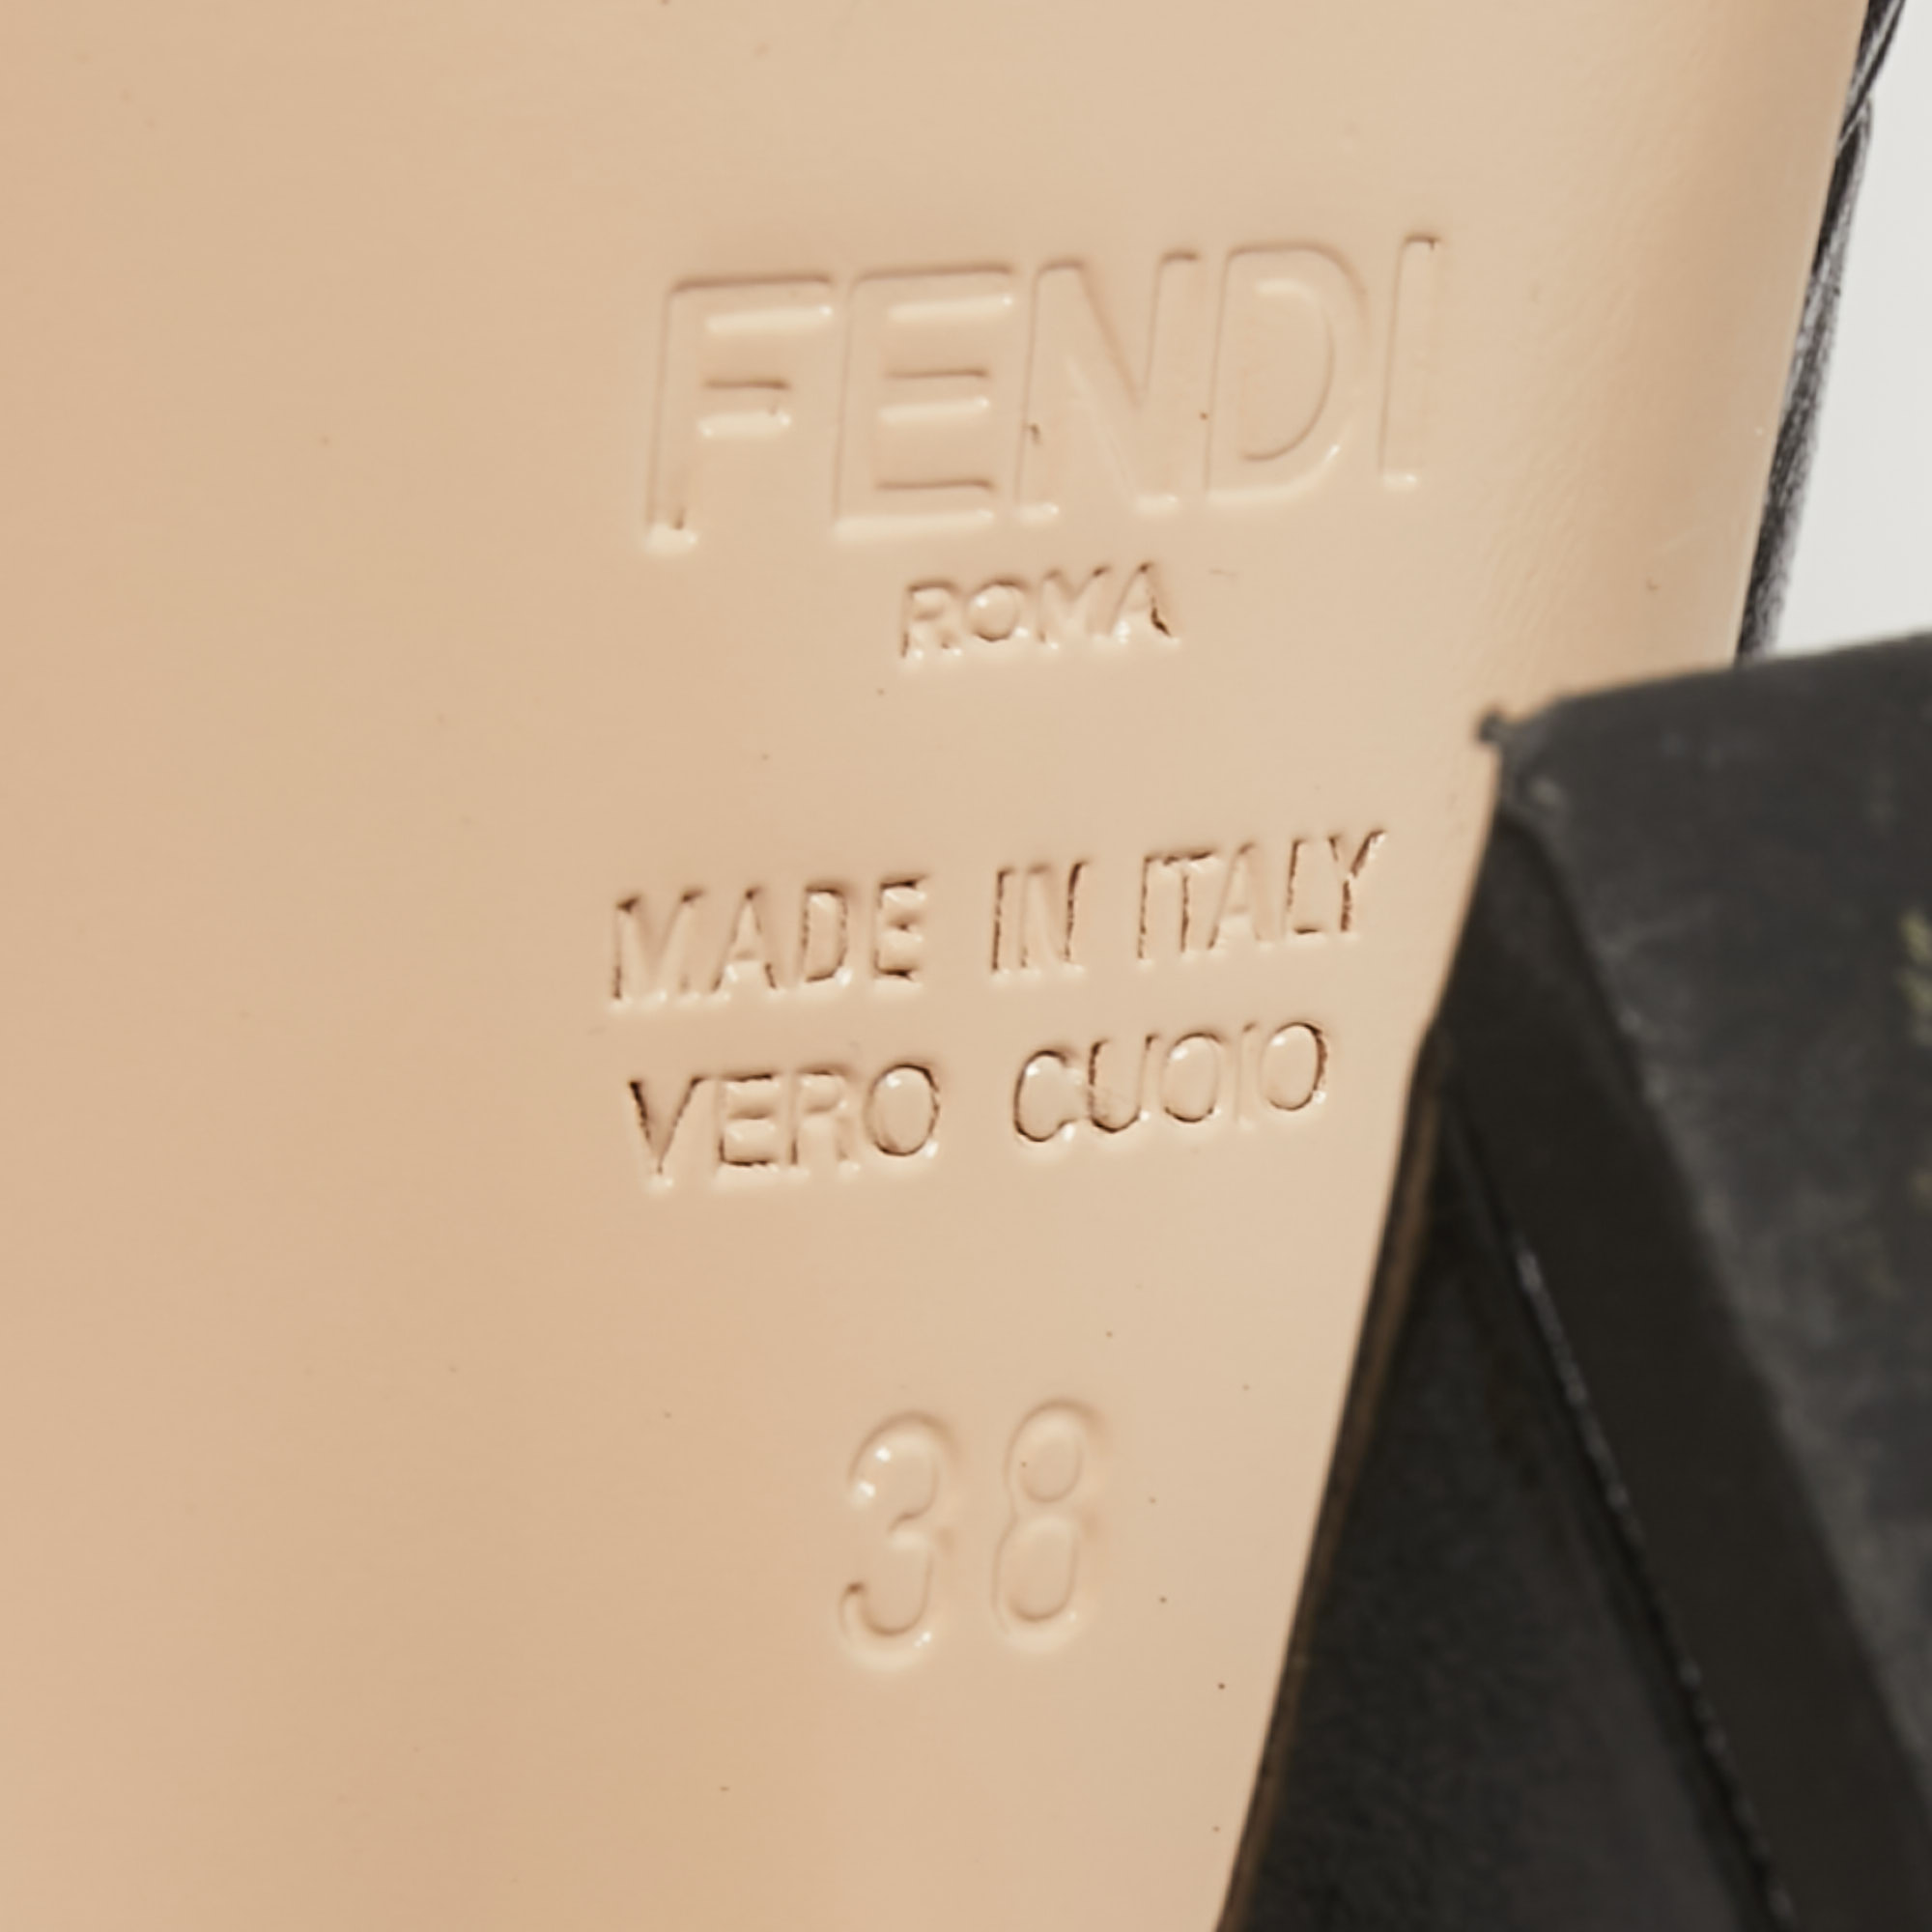 FENDI
ROMA
MADE IN ITALY
VERO CUOIO
38